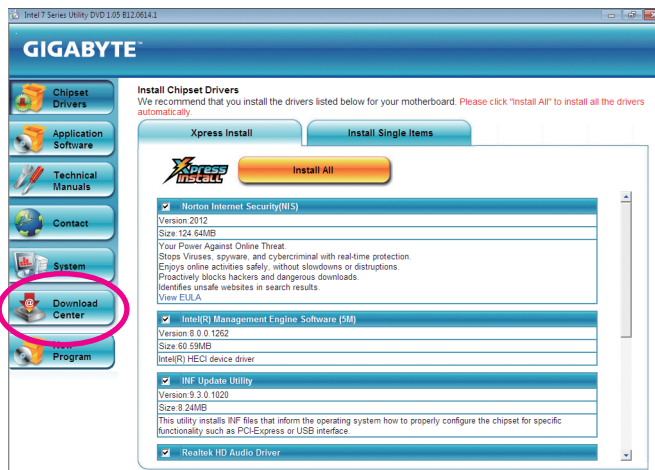 Intel 7 Series Utility DVD 1.05 B12.0614.1
GIGABYTE™
Chipset
Drivers
Application
Software
Technical
Manuals
Contact
System
Download
Center
New
Program
Install Chipset Drivers
We recommend that you install the drivers listed below for your motherboard. Please click "Install All" to install all the drivers
automatically.
Xpress Install
Install Single Items
Xpress
Install
Install All
Norton Internet Security(NIS)
Version:2012
Size:124.64MB
Your Power Against Online Threat.
Stops Viruses, spyware, and cybercriminal with real-time protection.
Enjoys online activities safely, without slowdowns or distruptions.
Proactively blocks hackers and dangerous downloads.
Identifies unsafe websites in search results.
View EULA
Intel(R) Management Engine Software (5M)
Version:8.0.0.1262
Size:60.59MB
Intel(R) HECI device driver
INF Update Utility
Version:9.3.0.1020
Size:8.24MB
This utility installs INF files that inform the operating system how to properly configure the chipset for specific
functionality such as PCI-Express or USB interface.
Realtek HD Audio Driver